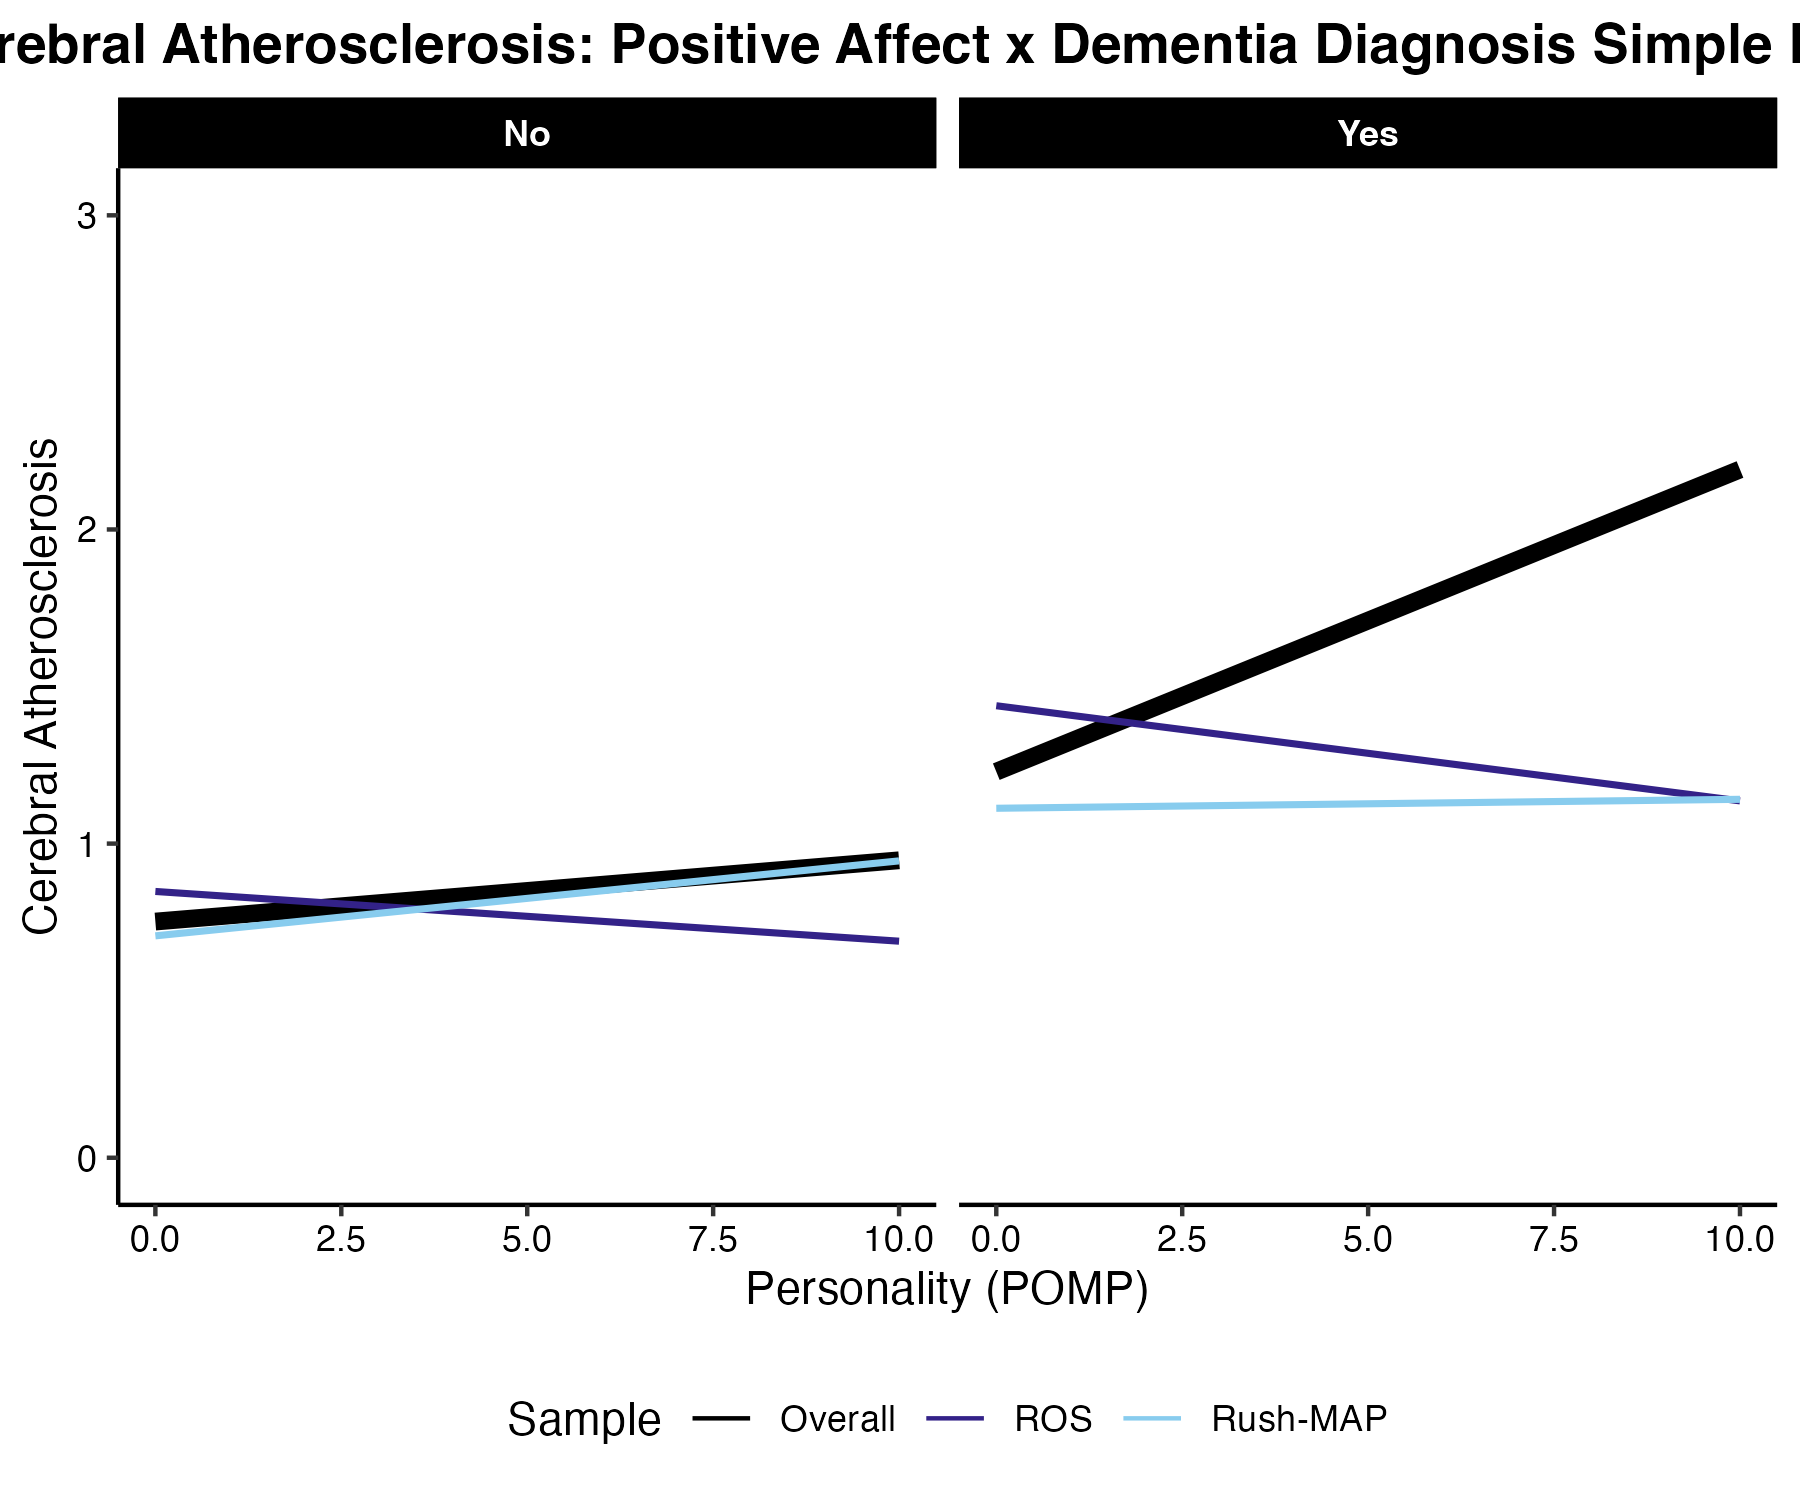 rebral Atherosclerosis: Positive Affect x Dementia Diagnosis Simple
No
Yes
Cerebral Atherosclerosis
3
2
1
0
0.0 2.5 5.0 7.5 10.0 0.0 2.5 5.0 7.5 10.0
Personality (POMP)
Sample Overall ROS Rush-MAP